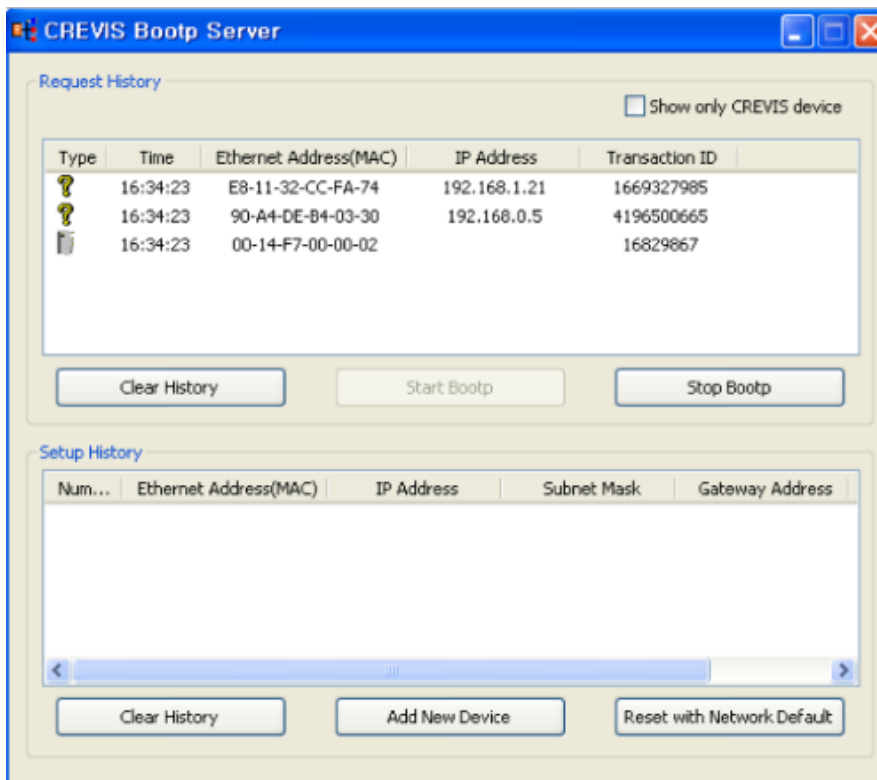 CREVIS Bootp Server
Request History
Show only CREVIS device
Type Time Ethernet Address(MAC) IP Address Transaction ID
16:34:23 E8-11-32-CC-FA-74 192.168.1.21 1669327985
16:34:23 90-A4-DE-B4-03-30 192.168.0.5 4196500665
16:34:23 00-14-F7-00-00-02 16829867
Clear History Start Bootp Stop Bootp
Setup History
Num... Ethernet Address(MAC) IP Address Subnet Mask Gateway Address
Clear History Add New Device Reset with Network Default